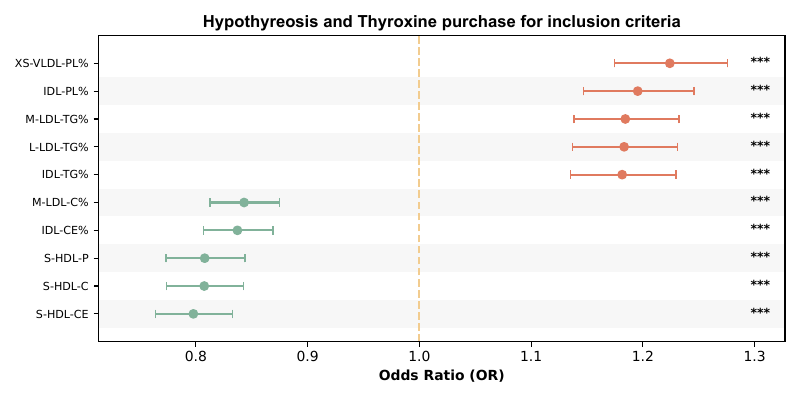 Hypothyreosis and Thyroxine purchase for inclusion criteria
XS-VLDL-PL% ***
IDL-PL% ***
M-LDL-TG% ***
L-LDL-TG% ***
IDL-TG% ***
M-LDL-C% ***
IDL-CE% ***
S-HDL-P ***
S-HDL-C ***
S-HDL-CE ***
0.8 0.9 1.0 1.1 1.2 1.3
Odds Ratio (OR)